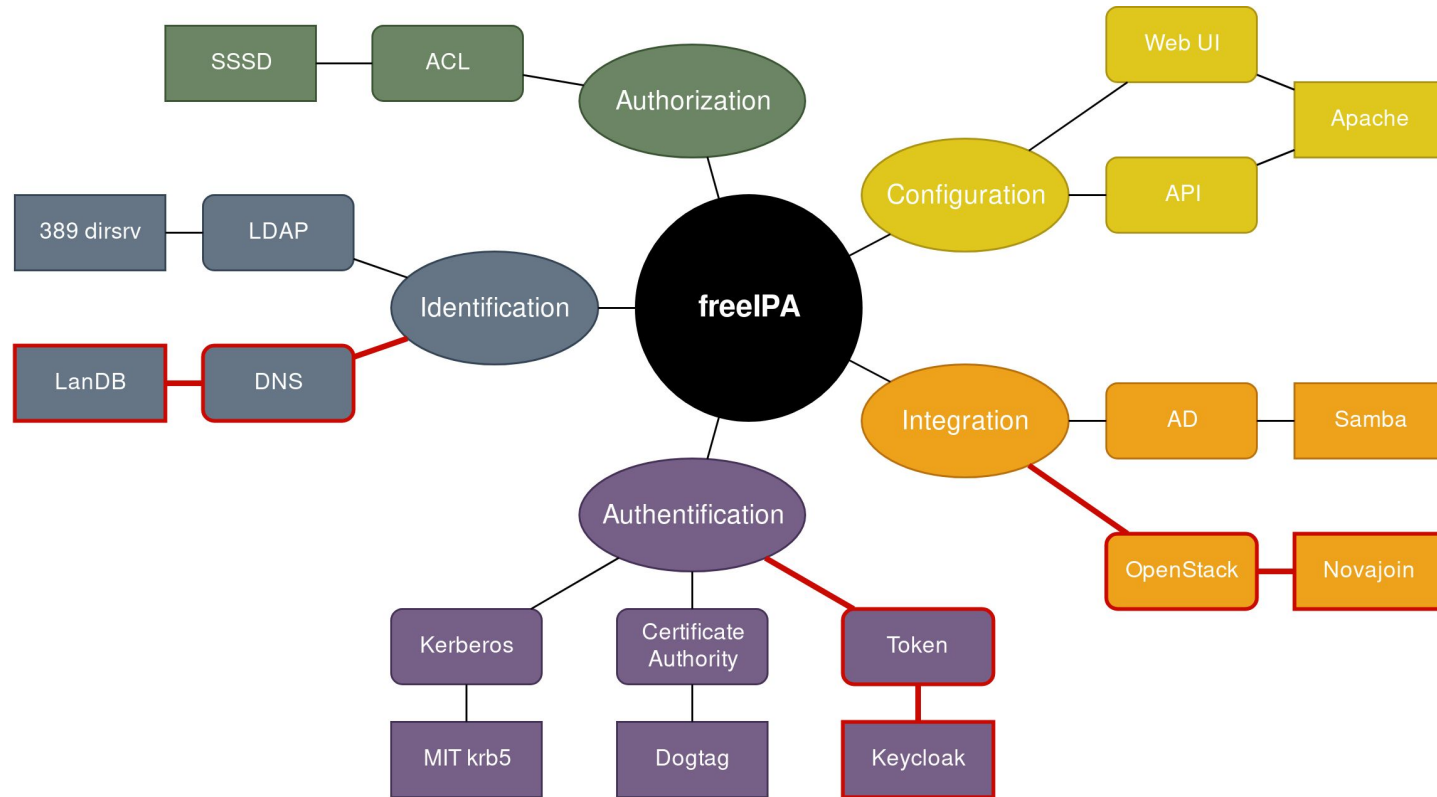 Web UI
SSSD
ACL
Authorization
Apache
Configuration
API
389 dirsrv
LDAP
Identification
freeIPA
LanDB
DNS
Integration
AD
Samba
Authentification
OpenStack
Novajoin
Kerberos
Certificate
Authority
Token
MIT krb5
Dogtag
Keycloak